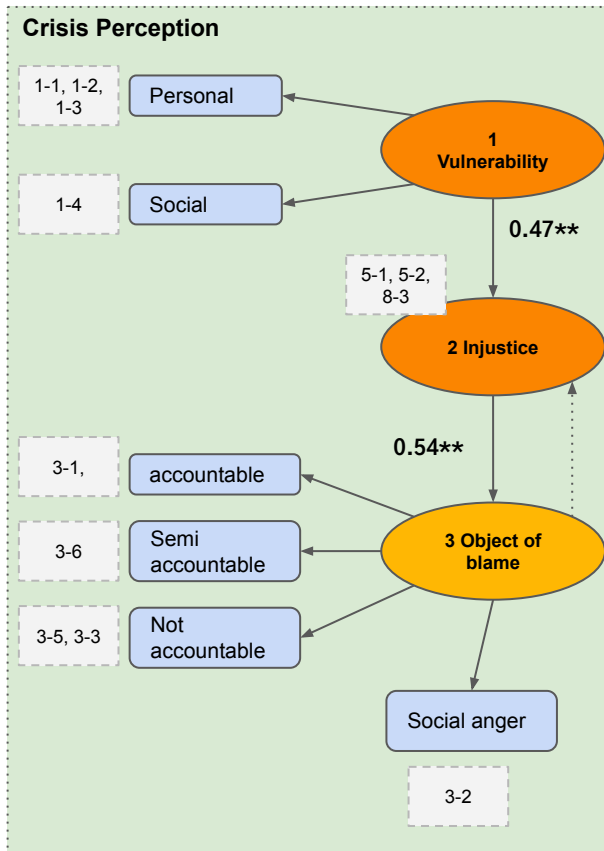 Crisis Perception
1-1, 1-2,
1-3
Personal
1
Vulnerability
1-4
Social
0.47**
5-1, 5-2,
8-3
2 Injustice
0.54**
3-1,
accountable
3-6
Semi
accountable
3 Object of
blame
3-5, 3-3
Not
accountable
Social anger
3-2